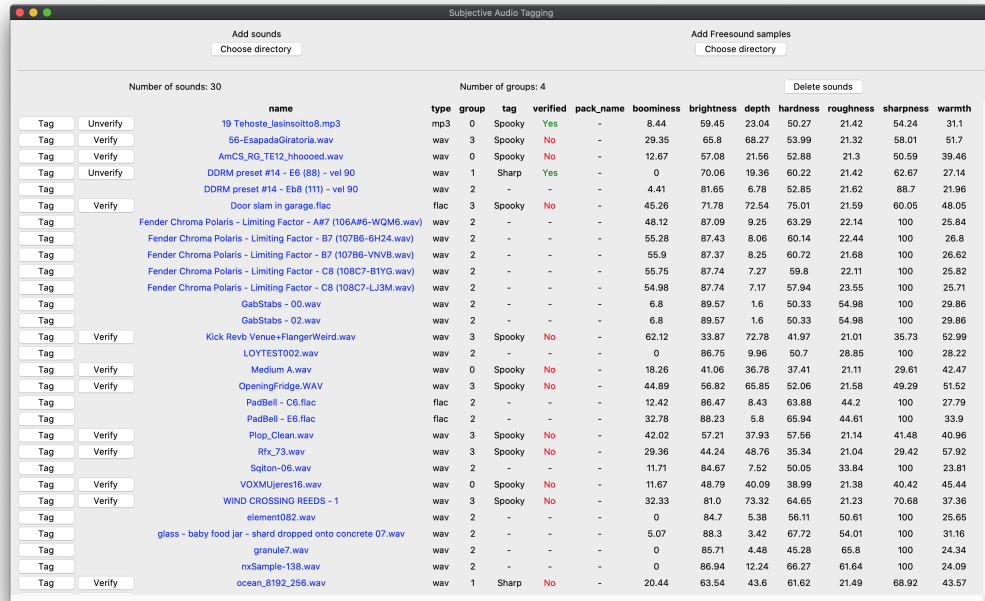 Subjective Audio Tagging
Add sounds Add Freesound samples
Choose directory Choose directory
Number of sounds: 30 Number of groups: 4 Delete sounds
name type group tag verified pack_name boominess brightness depth hardness roughness sharpness warmth
Tag Unverify 19 Tehoste_lasinsoitto8.mp3 mp3 0 Spooky Yes - 8.44 59.45 23.04 50.27 21.42 54.24 31.1
Tag Verify 56-EsapadaGiratoria.wav wav 3 Spooky No - 29.35 65.8 68.27 53.99 21.32 58.01 51.7
Tag Verify AmCS_RG_TE12_hhoooed.wav wav 0 Spooky No - 12.67 57.08 21.56 52.88 21.3 50.59 39.46
Tag Unverify DDRM preset #14 - E6 (88) - vel 90 wav 1 Sharp Yes - 0 70.06 19.36 60.22 21.42 62.67 27.14
Tag DDRM preset #14 - Eb8 (111) - vel 90 wav 2 - - - 4.41 81.65 6.78 52.85 21.62 88.7 21.96
Tag Verify Door slam in garage.flac flac 3 Spooky No - 45.26 71.78 72.54 75.01 21.59 60.05 48.05
Tag Fender Chroma Polaris - Limiting Factor - A#7 (106A#6-WQM6.wav) wav 2 - - - 48.12 87.09 9.25 63.29 22.14 100 25.84
Tag Fender Chroma Polaris - Limiting Factor - B7 (107B6-6H24.wav) wav 2 - - - 55.28 87.43 8.06 60.14 22.44 100 26.8
Tag Fender Chroma Polaris - Limiting Factor - B7 (107B6-VNVB.wav) wav 2 - - - 55.9 87.37 8.25 60.72 21.68 100 26.62
Tag Fender Chroma Polaris - Limiting Factor - C8 (108C7-B1YG.wav) wav 2 - - - 55.75 87.74 7.27 59.8 22.11 100 25.82
Tag Fender Chroma Polaris - Limiting Factor - C8 (108C7-LJ3M.wav) wav 2 - - - 54.98 87.74 7.17 57.94 23.55 100 25.71
Tag GabStabs - 00.wav wav 2 - - - 6.8 89.57 1.6 50.33 54.98 100 29.86
Tag GabStabs - 02.wav wav 2 - - - 6.8 89.57 1.6 50.33 54.98 100 29.86
Tag Verify Kick Revb Venue+FlangerWeird.wav wav 3 Spooky No - 62.12 33.87 72.78 41.97 21.01 35.73 52.99
Tag LOYTEST002.wav wav 2 - - - 0 86.75 9.96 50.7 28.85 100 28.22
Tag Verify Medium A.wav wav 0 Spooky No - 18.26 41.06 36.78 37.41 21.11 29.61 42.47
Tag Verify OpeningFridge.WAV wav 3 Spooky No - 44.89 56.82 65.85 52.06 21.58 49.29 51.52
Tag PadBell - C6.flac flac 2 - - - 12.42 86.47 8.43 63.88 44.2 100 27.79
Tag PadBell - E6.flac flac 2 - - - 32.78 88.23 5.8 65.94 44.61 100 33.9
Tag Verify Plop_Clean.wav wav 3 Spooky No - 42.02 57.21 37.93 57.56 21.14 41.48 40.96
Tag Verify Rfx_73.wav wav 3 Spooky No - 29.36 44.24 48.76 35.34 21.04 29.42 57.92
Tag Sqiton-06.wav wav 2 - - - 11.71 84.67 7.52 50.05 33.84 100 23.81
Tag Verify VOXMUjeres16.wav wav 0 Spooky No - 11.67 48.79 40.09 38.99 21.38 40.42 45.44
Tag Verify WIND CROSSING REEDS - 1 wav 3 Spooky No - 32.33 81.0 73.32 64.65 21.23 70.68 37.36
Tag element082.wav wav 2 - - - 0 84.7 5.38 56.11 50.61 100 25.65
Tag glass - baby food jar - shard dropped onto concrete 07.wav wav 2 - - - 5.07 88.3 3.42 67.72 54.01 100 31.16
Tag granule7.wav wav 2 - - - 0 85.71 4.48 45.28 65.8 100 24.34
Tag nxSample-138.wav wav 2 - - - 0 86.94 12.24 66.27 61.64 100 24.09
Tag Verify ocean_8192_256.wav wav 1 Sharp No - 20.44 63.54 43.6 61.62 21.49 68.92 43.57